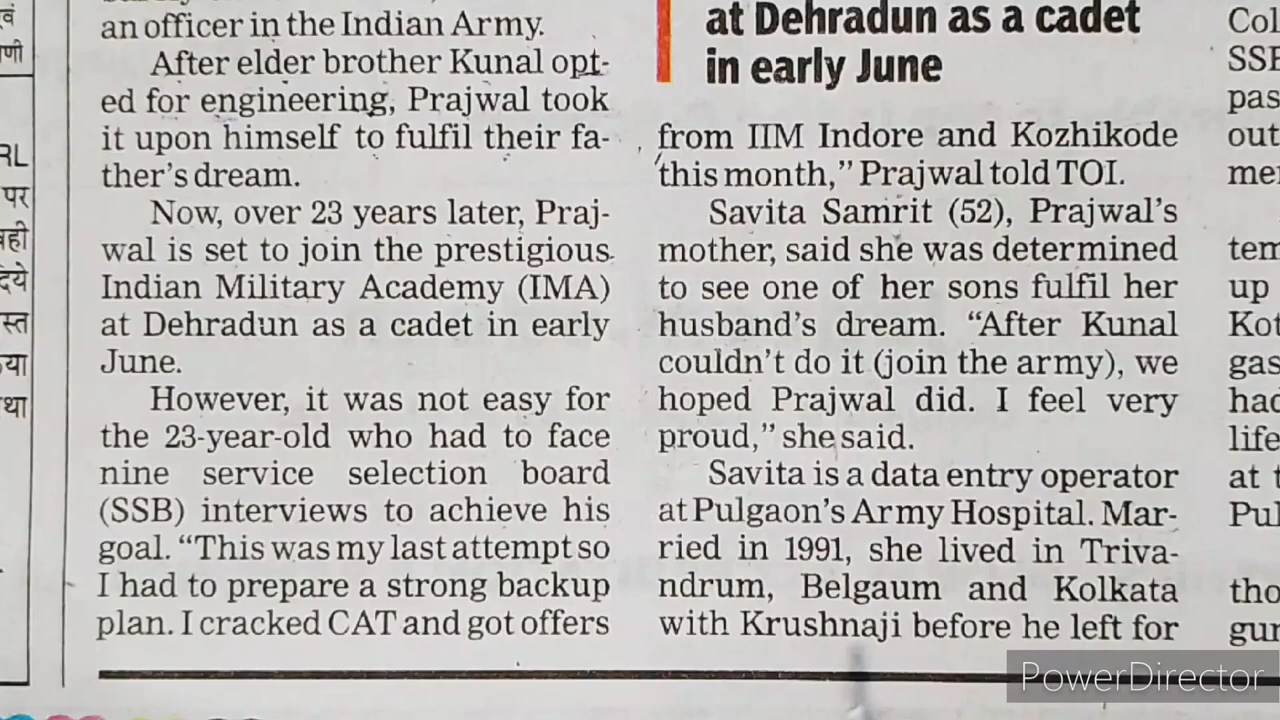 an officer in the Indian Army.
After elder brother Kunal opt-
ed for engineering, Prajwal took
it upon himself to fulfil their fa-
ther's dream.
Now, over 23 years later, Praj-
wal is set to join the prestigious
Indian Military Academy (IMA)
at Dehradun as a cadet in early
June.
However, it was not easy for
the 23-year-old who had to face
nine service selection board
(SSB) interviews to achieve his
goal. “This was my last attempt so
I had to prepare a strong backup
plan. I cracked CAT and got offers
at Dehradun as a cadet
in early June
from IIM Indore and Kozhikode
this month,” Prajwal told TOI.
Savita Samrit (52), Prajwal's
mother, said she was determined
to see one of her sons fulfil her
husband's dream. “After Kunal
couldn't do it (join the army), we
hoped Prajwal did. I feel very
proud,” she said.
Savita is a data entry operator
at Pulgaon's Army Hospital. Mar-
ried in 1991, she lived in Triva-
ndrum, Belgaum and Kolkata
with Krushnaji before he left for
PowerDirector